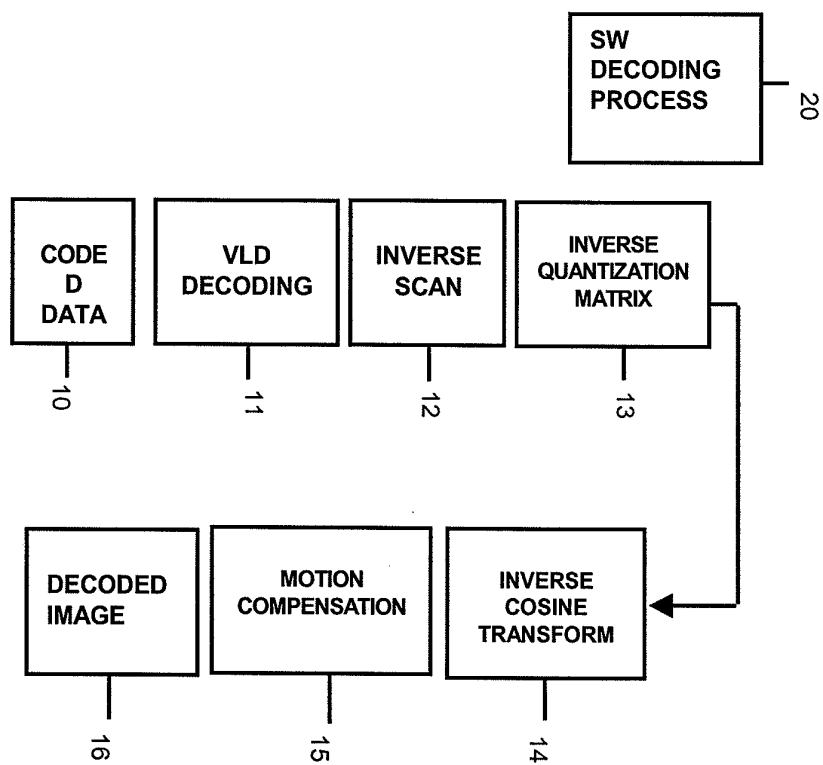 SW
DECODING
PROCESS
20
CODE
D
DATA
VLD
DECODING
INVERSE
SCAN
INVERSE
QUANTIZATION
MATRIX
10
11
12
13
DECODED
IMAGE
MOTION
COMPENSATION
INVERSE
COSINE
TRANSFORM
16
15
14